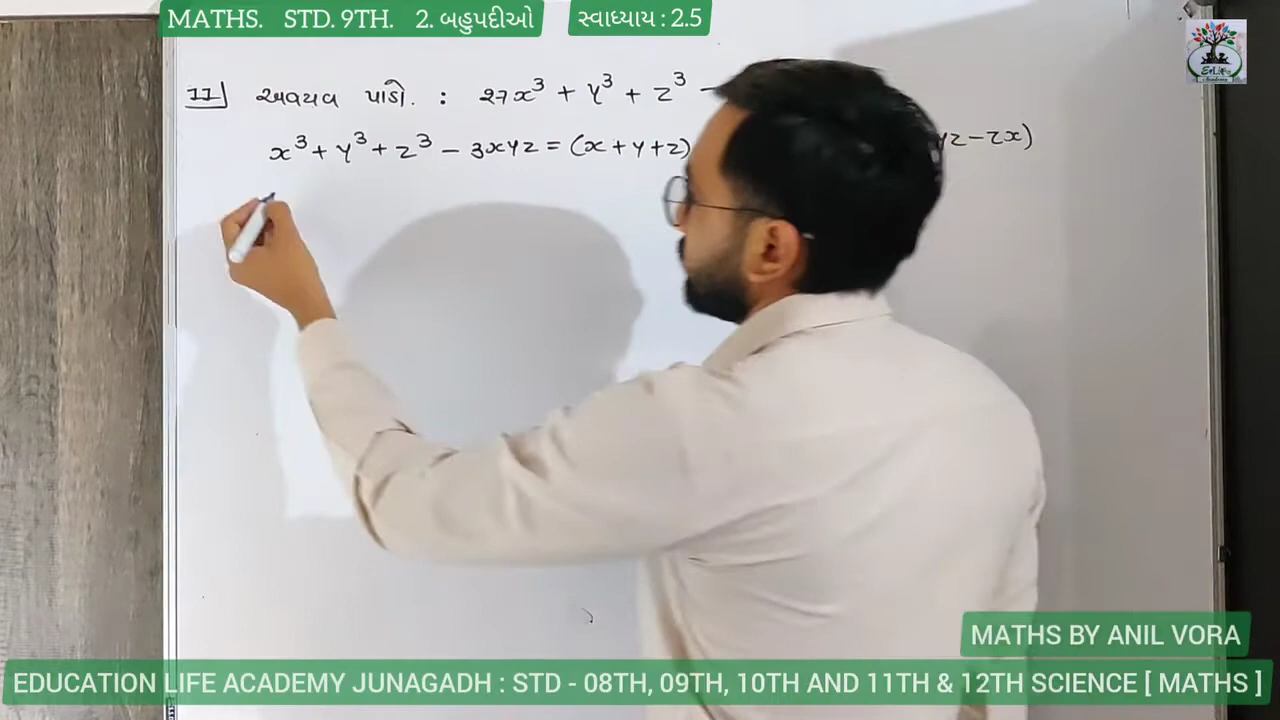 MATHS. STD. 9TH. 2. બહુપદીઓ સ્વાધ્યાય : 2.5
11] અવયવ પાડો. : 27x³ + y³ + z³ -
x³ + y³ + z³ - 3xyz = (x + y + z) yz - zx)
MATHS BY ANIL VORA
EDUCATION LIFE ACADEMY JUNAGADH : STD - 08TH, 09TH, 10TH AND 11TH & 12TH SCIENCE [ MATHS ]